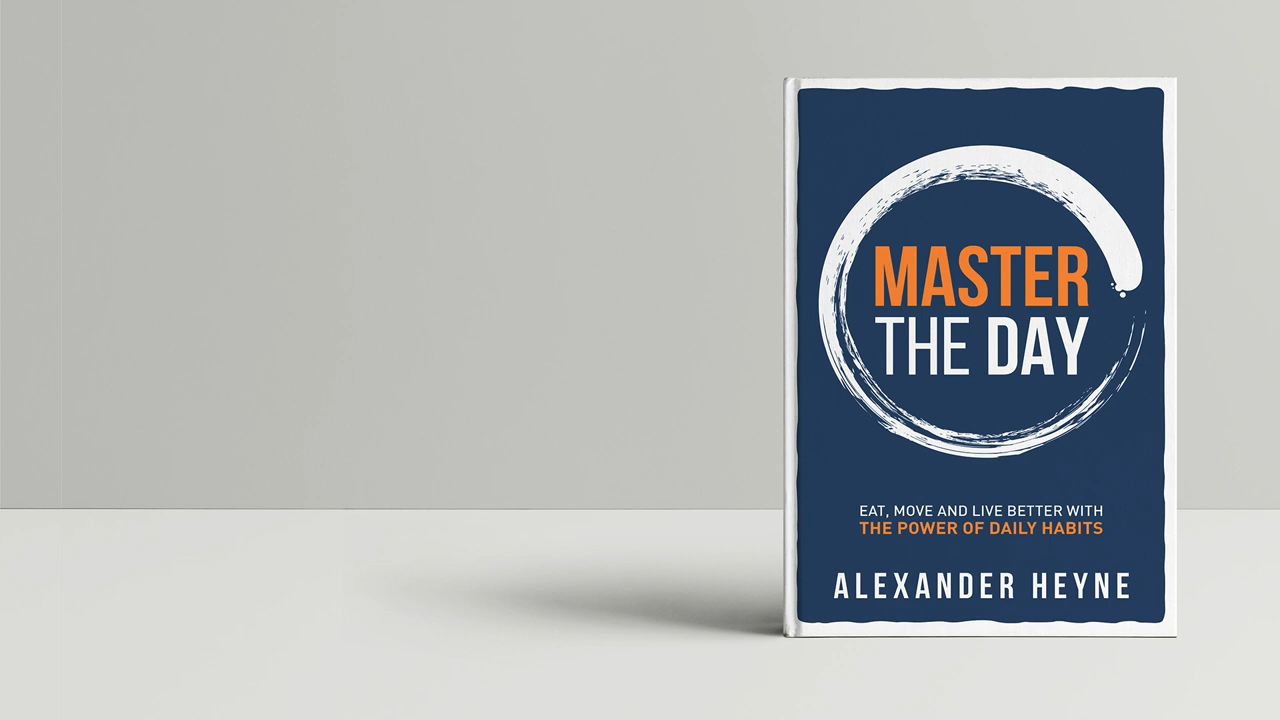 MASTER
THE DAY
EAT, MOVE AND LIVE BETTER WITH
THE POWER OF DAILY HABITS
ALEXANDER HEYNE